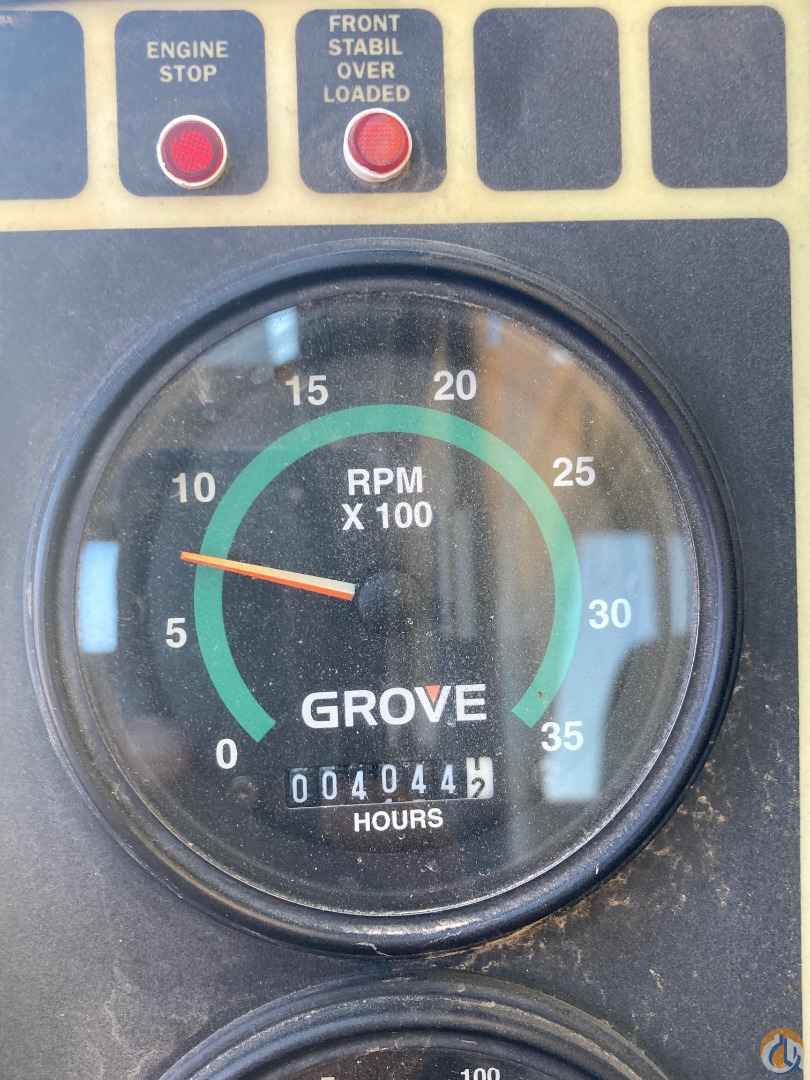 ENGINE
STOP
FRONT
STABIL
OVER
LOADED
15
20
10
25
RPM
X 100
5
30
GROVE
0
35
004044
HOURS
100